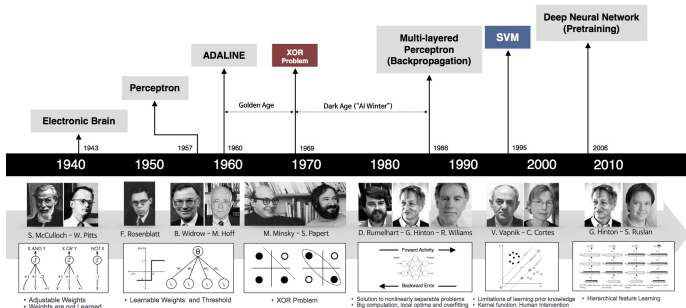 Deep Neural Network
(Pretraining)
Multi-layered
Perceptron
(Backpropagation)
SVM
ADALINE
XOR
Problem
Perceptron
Golden Age
Dark Age ("AI Winter")
Electronic Brain
1943
1957
1960
1969
1986
1995
2006
1940
1950
1960
1970
1980
1990
2000
2010
S. McCulloch – W. Pitts
F. Rosenblatt
B. Widrow – M. Hoff
M. Minsky – S. Papert
D. Rumelhart – G. Hinton – R. Wiliams
V. Vapnik – C. Cortes
G. Hinton – S. Ruslan
X AND Y
X OR Y
NOT X
Foward Activity
Backward Error
• Adjustable Weights
• Weights are not Learned
• Learnable Weights and Threshold
• XOR Problem
• Solution to nonlinearly separable problems
• Big computation, local optima and overfitting
• Limitations of learning prior knowledge
• Kernel function: Human Intervention
• Hierarchical feature Learning